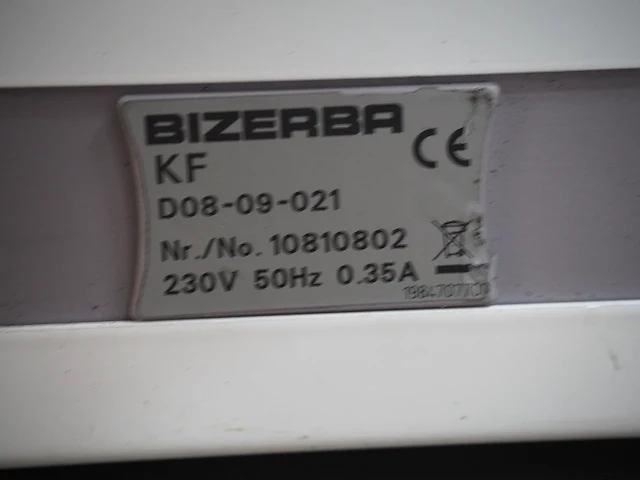 BIZERBA
CE
KF
D08-09-021
Nr./No. 10810802
230V 50Hz 0.35A